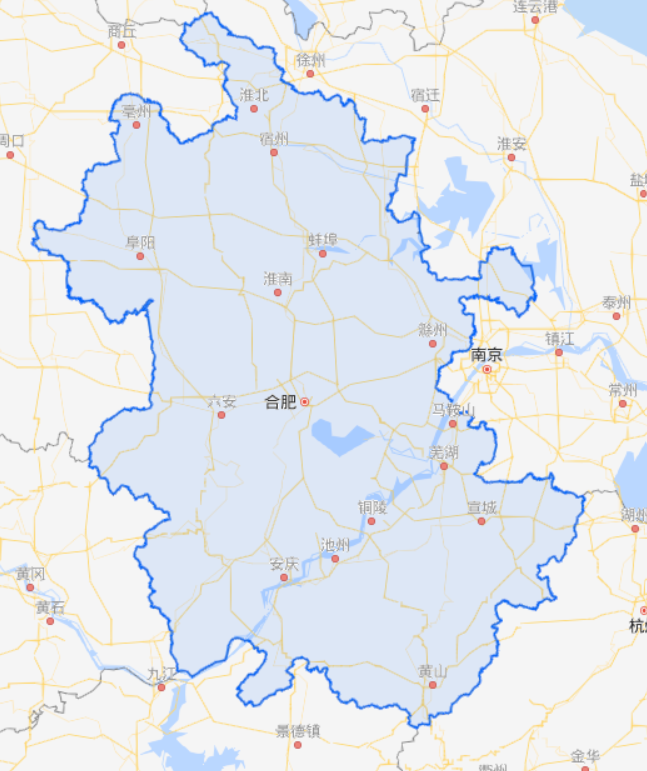 连云港
商丘
徐州
淮北
宿迁
亳州
宿州
淮安
周口
盐
阜阳
蚌埠
淮南
泰州
滁州
镇江
南京
常州
六安
合肥
马鞍山
芜湖
铜陵
宣城
湖州
池州
安庆
黄冈
黄石
杭
九江
黄山
景德镇
金华
衢州